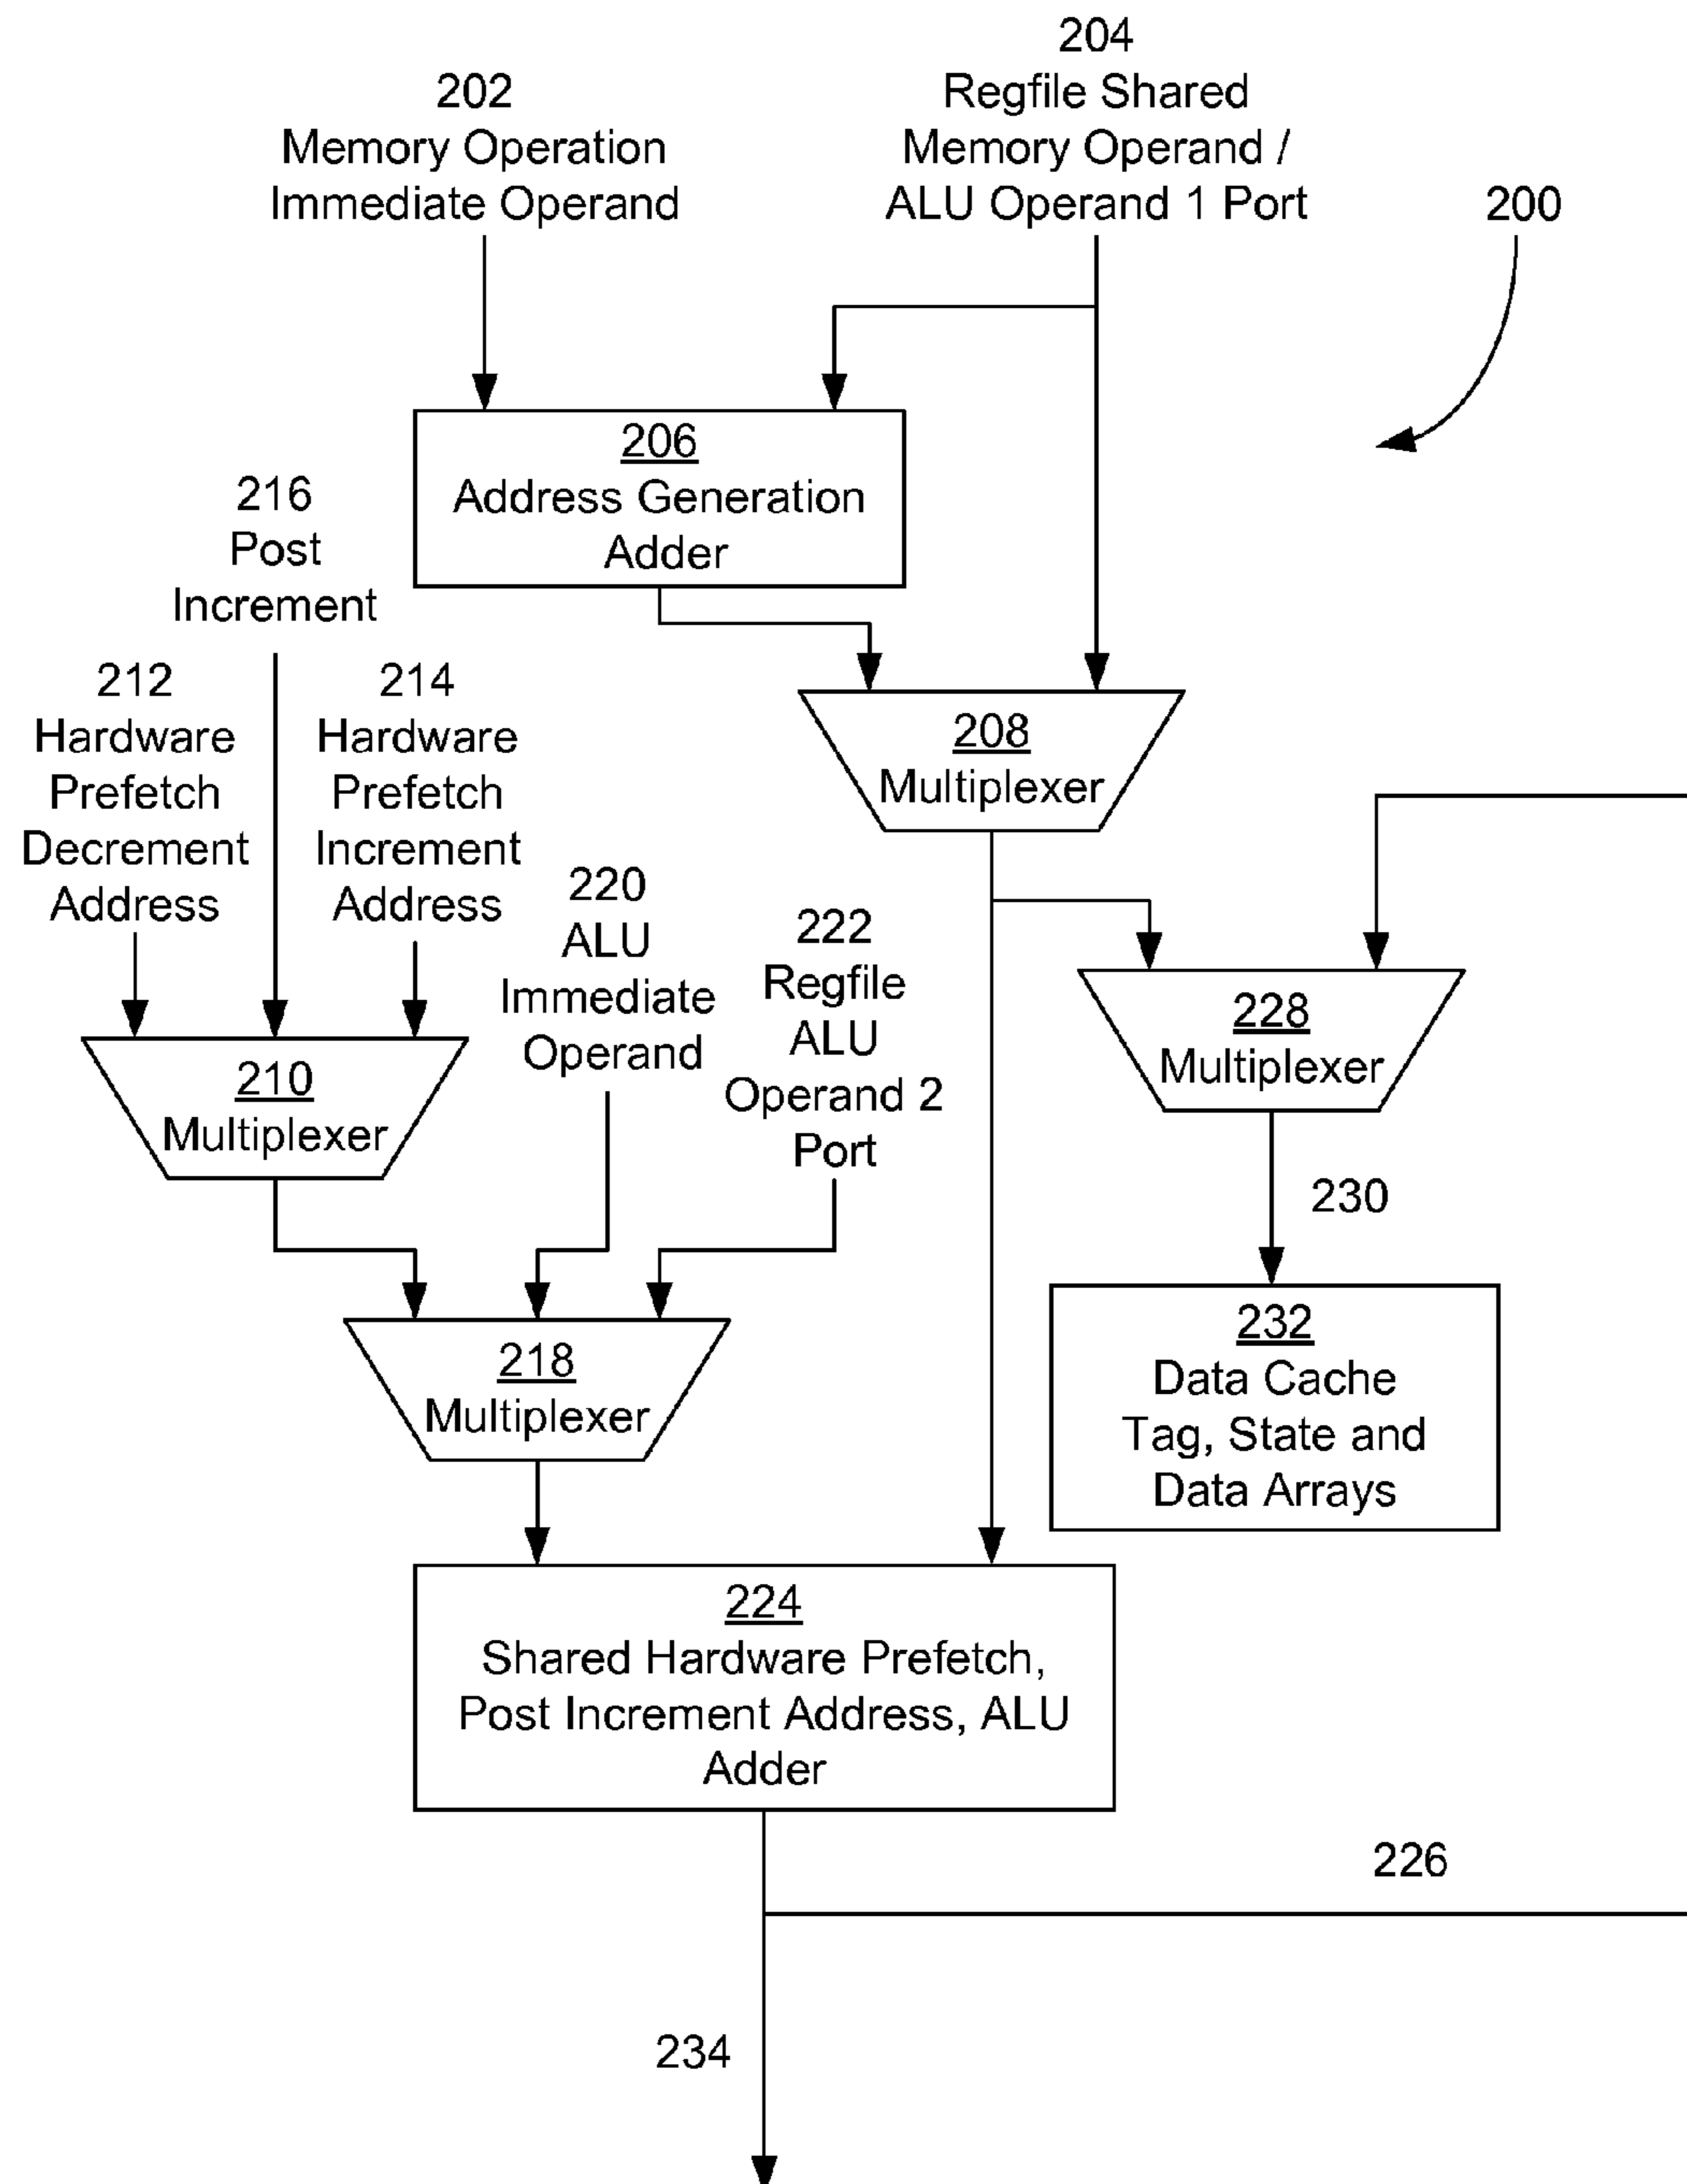 204
Regfile Shared
Memory Operand /
ALU Operand 1 Port
202
Memory Operation
Immediate Operand
200
206
Address Generation
Adder
216
Post
Increment
212
Hardware
Prefetch
Decrement
Address
214
Hardware
Prefetch
Increment
Address
208
Multiplexer
220
ALU
Immediate
Operand
222
Regfile
ALU
Operand 2
Port
228
Multiplexer
210
Multiplexer
230
218
Multiplexer
232
Data Cache
Tag, State and
Data Arrays
224
Shared Hardware Prefetch,
Post Increment Address, ALU
Adder
226
234